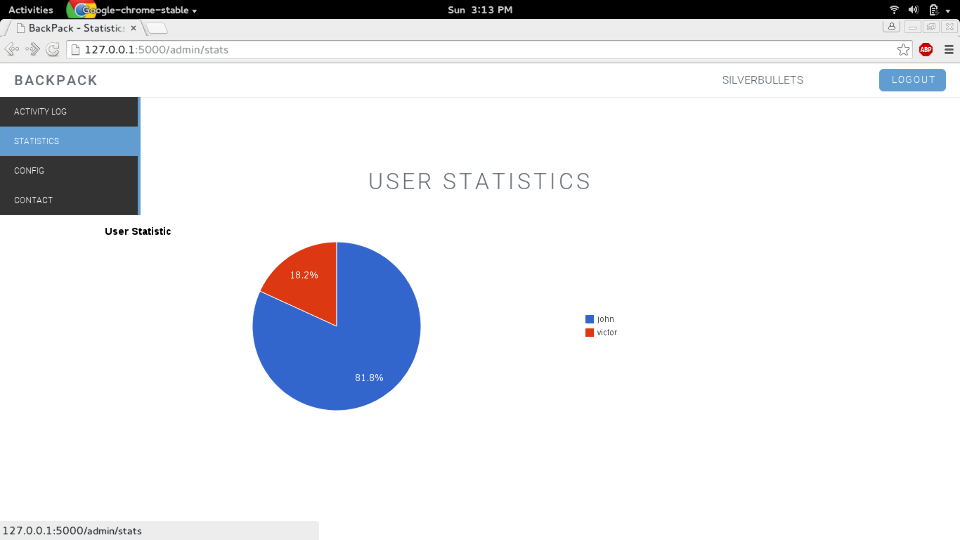 Activities Google-chrome-stable Sun 3:13 PM
BackPack - Statistics
127.0.0.1:5000/admin/stats
ABP
BACKPACK SILVERBULLETS LOGOUT
ACTIVITY LOG
STATISTICS
CONFIG
CONTACT
USER STATISTICS
User Statistic
18.2%
81.8%
john
victor
127.0.0.1:5000/admin/stats